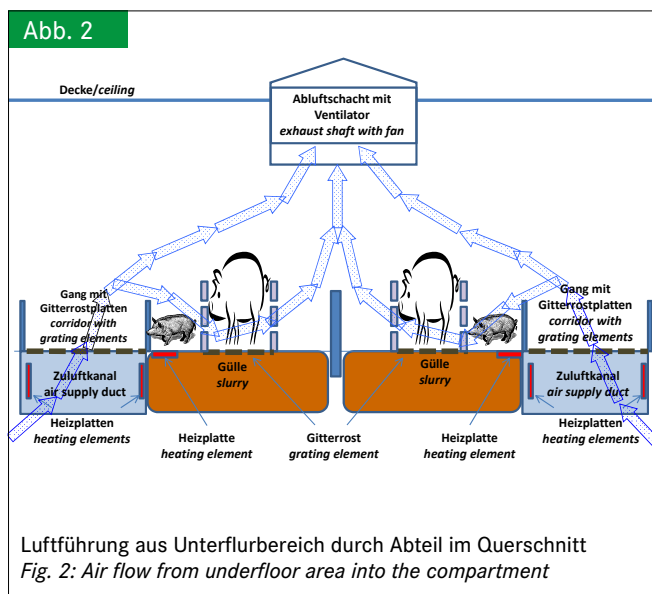 Abb. 2
Decke/ceiling
Abluftschacht mit
Ventilator
exhaust shaft with fan
Gang mit
Gitterrostplatten
corridor with
grating elements
Gang mit
Gitterrostplatten
corridor with
grating elements
Zuluftkanal
air supply duct
Gülle
slurry
Gülle
slurry
Zuluftkanal
air supply duct
Heizplatten
heating elements
Heizplatte
heating element
Gitterrost
grating element
Heizplatte
heating element
Heizplatten
heating elements
Luftführung aus Unterflurbereich durch Abteil im Querschnitt
Fig. 2: Air flow from underfloor area into the compartment